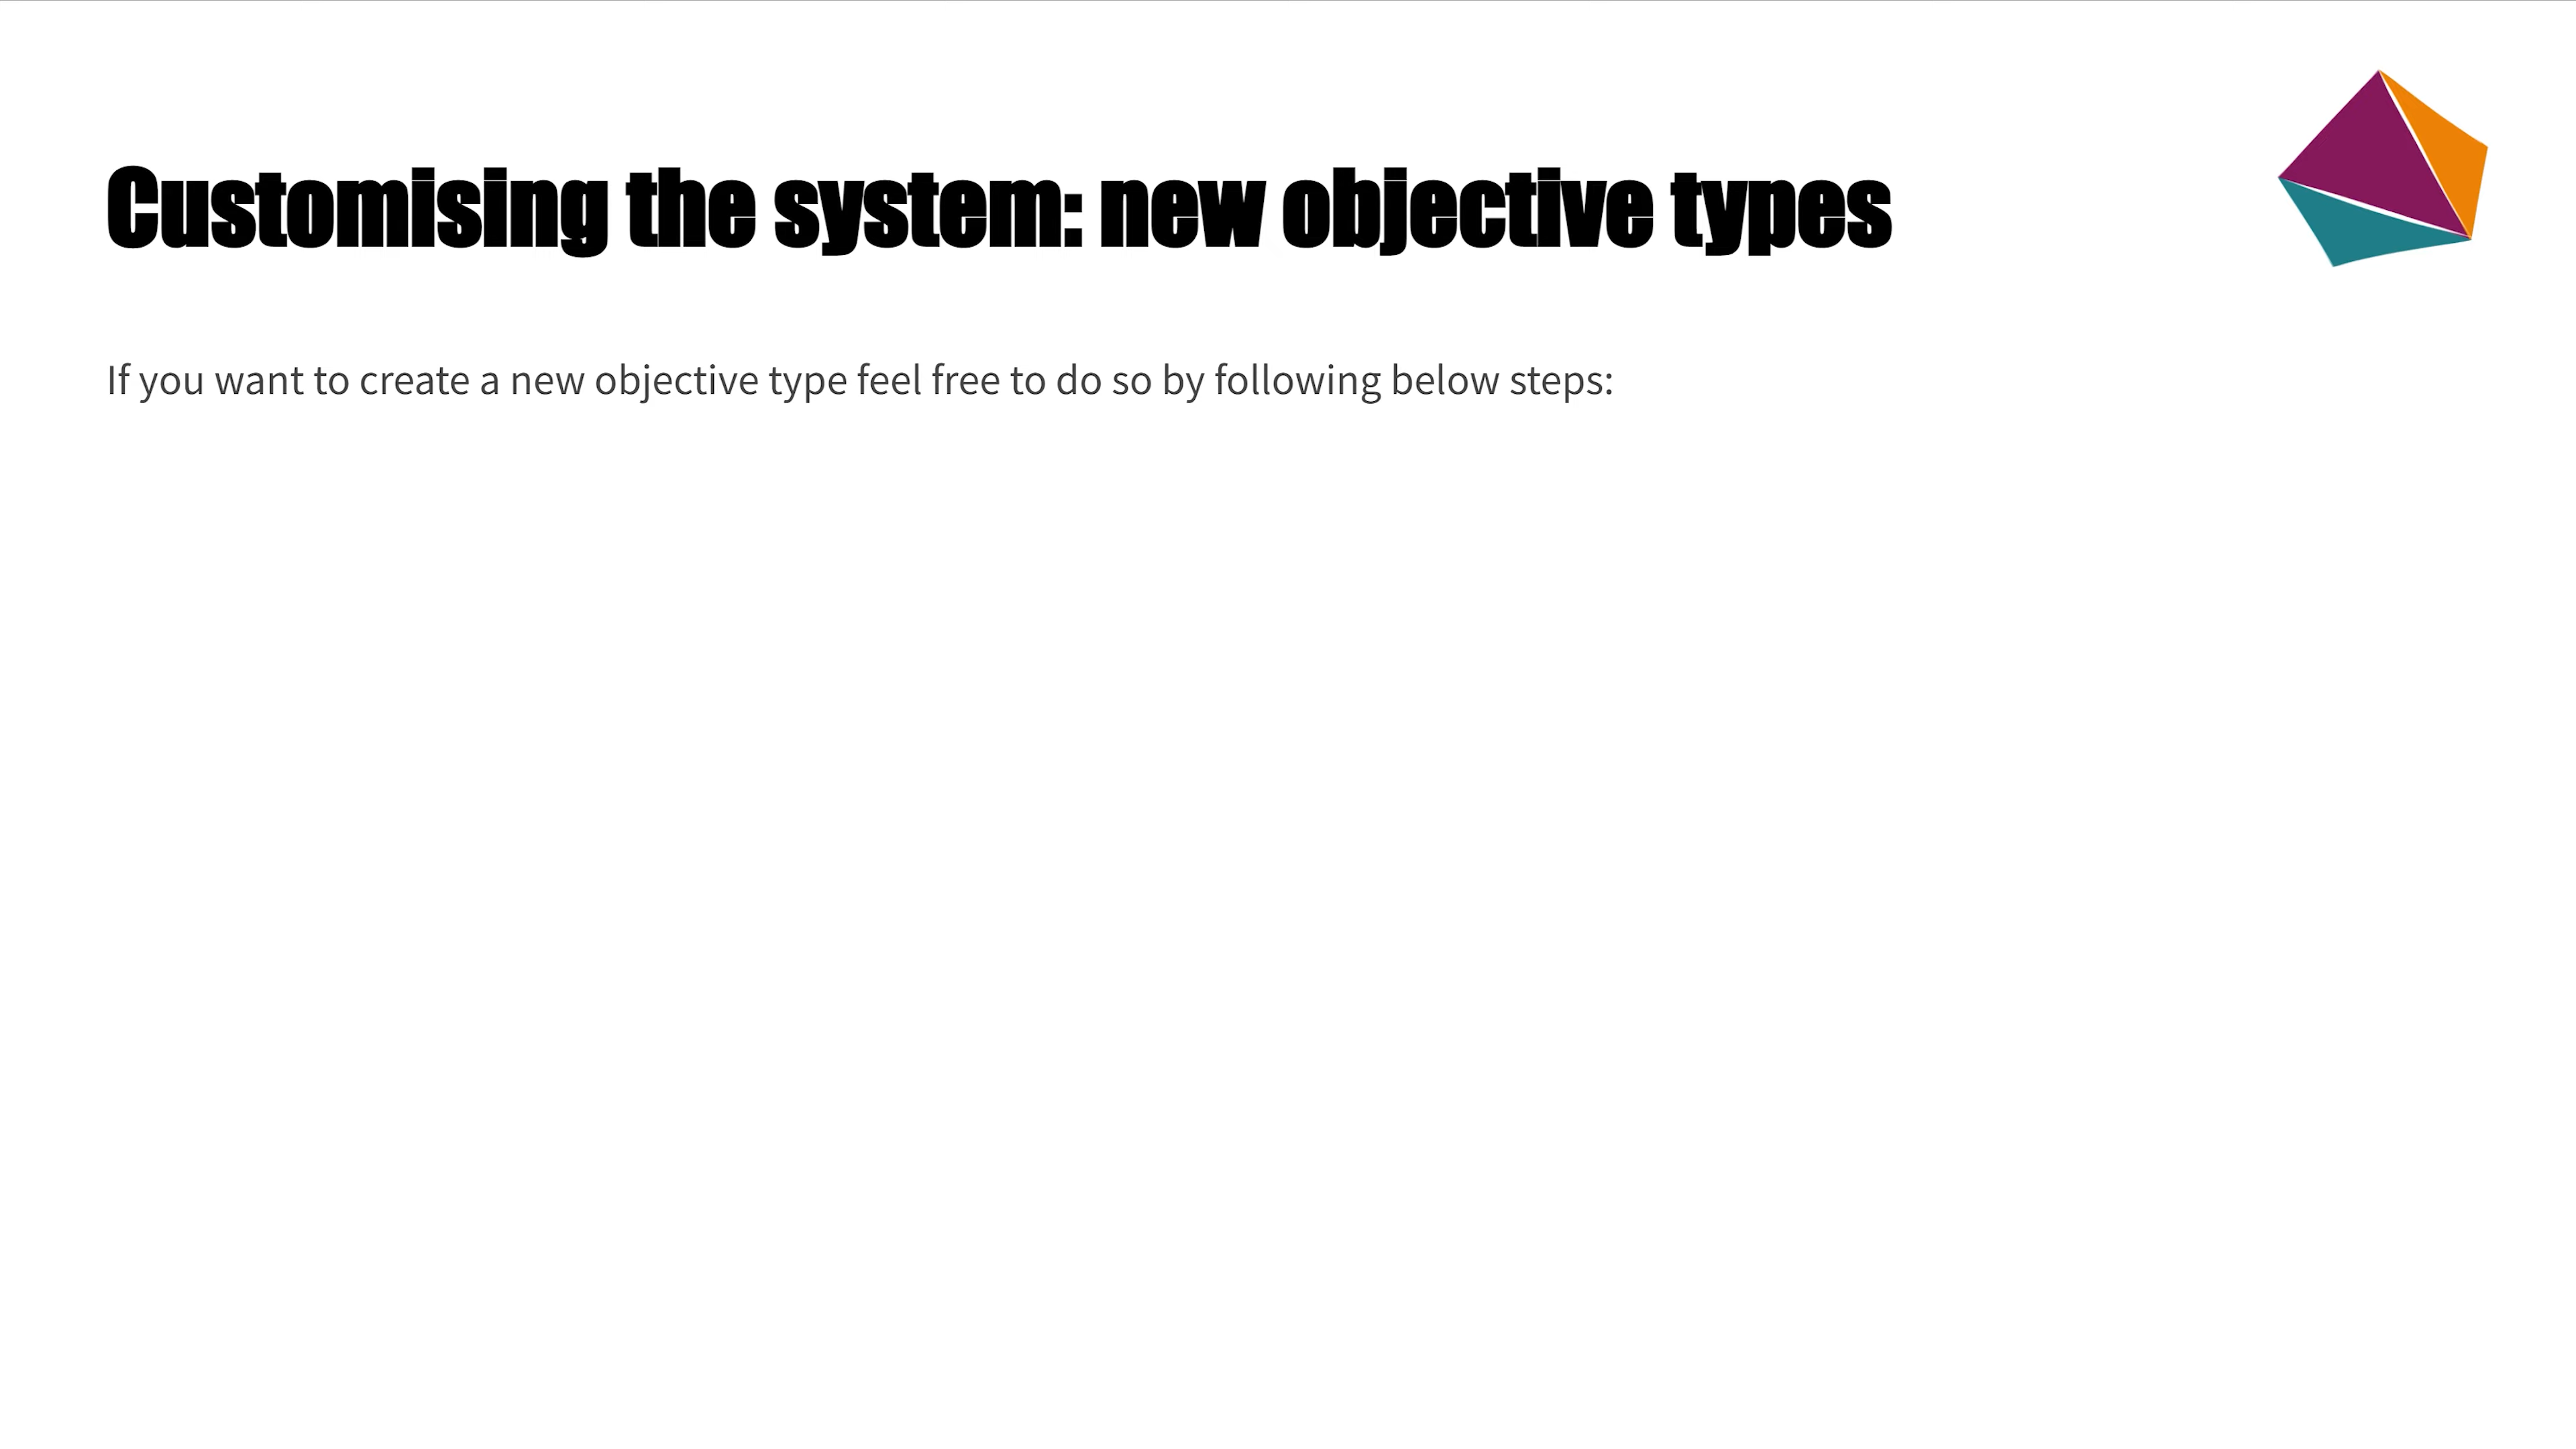 Customising the system: new objective types
If you want to create a new objective type feel free to do so by following below steps: